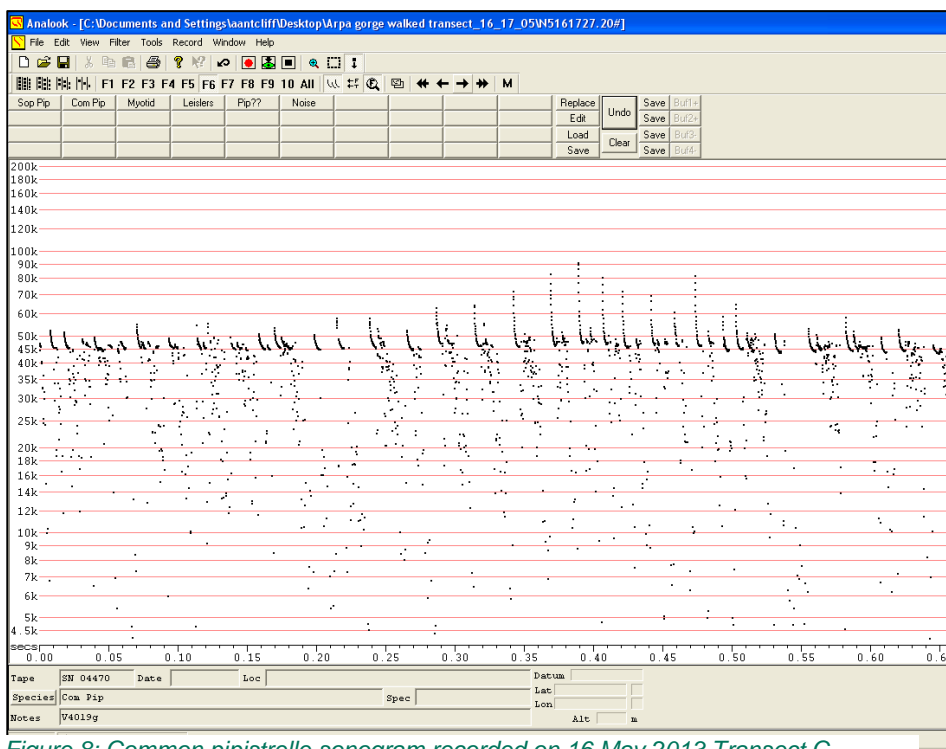 Analook - [C:\Documents and Settings\aantcliff\Desktop\Arpa gorge walked transect_16_17_05\N5161727.20#]
File Edit View Filter Tools Record Window Help
F1 F2 F3 F4 F5 F6 F7 F8 F9 10 All M
Sop Pip Com Pip Myotid Leislers Pip?? Noise Replace Undo Save Buf1+
Edit Save Buf2+
Load Clear Save Buf3-
Save Save Buf4-
200k
180k
160k
140k
120k
100k
90k
80k
70k
60k
50k
45k
40k
35k
30k
25k
20k
18k
16k
14k
12k
10k
9k
8k
7k
6k
5k
4.5k
secs
0.00 0.05 0.10 0.15 0.20 0.25 0.30 0.35 0.40 0.45 0.50 0.55 0.60 0.6
Tape SN 04470 Date Loc Datum
Species Com Pip Spec Lat
Lon
Notes V4019g Alt m
Figure 8: Common pipistrelle sonogram recorded on 16 May 2013 Transect C